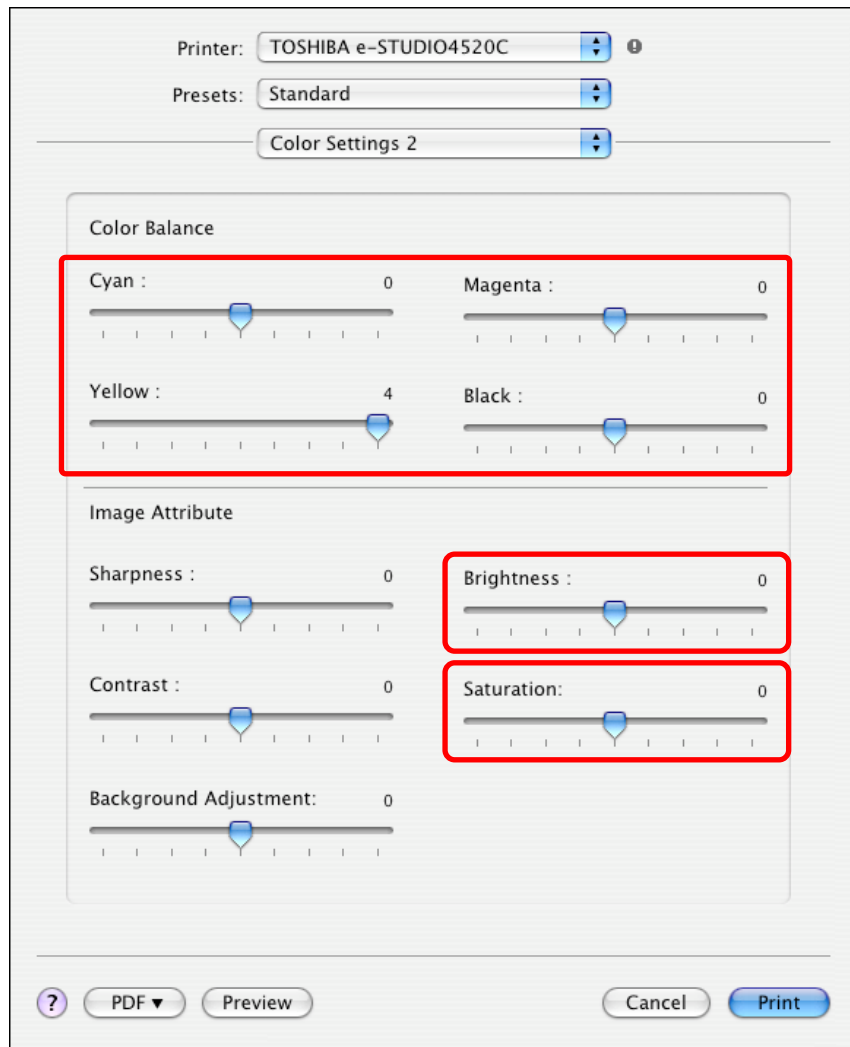 Printer: TOSHIBA e-STUDIO4520C
Presets: Standard
Color Settings 2
Color Balance
Cyan : 0
Magenta : 0
Yellow : 4
Black : 0
Image Attribute
Sharpness : 0
Brightness : 0
Contrast : 0
Saturation: 0
Background Adjustment: 0
? PDF ▼ Preview Cancel Print